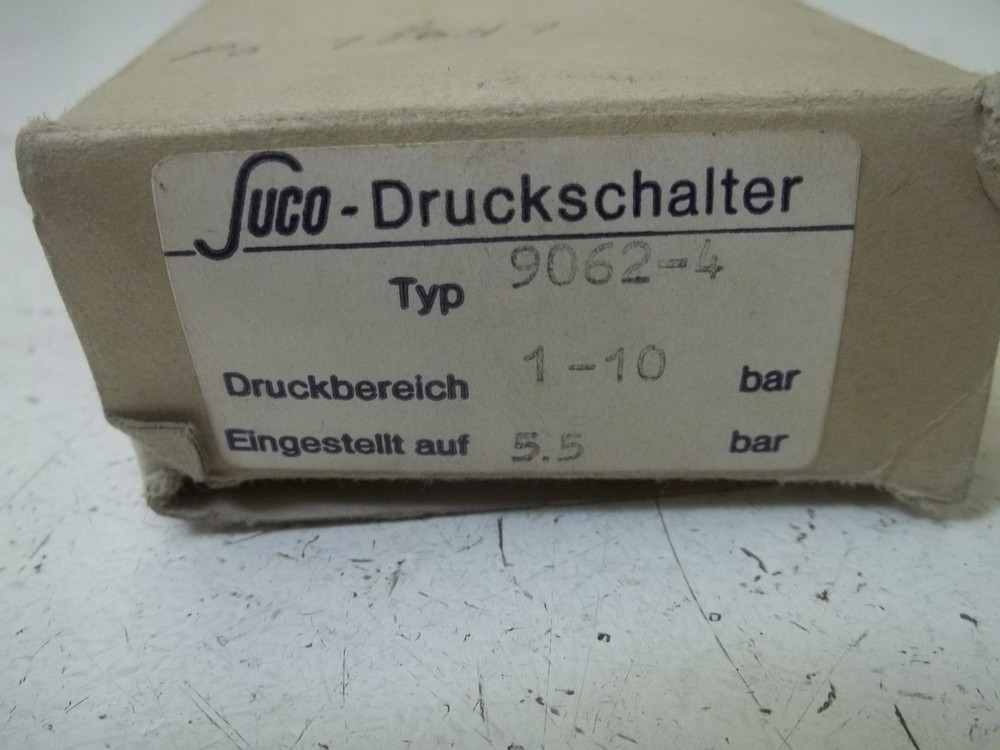 Suco - Druckschalter
Typ 9062-4
Druckbereich 1-10 bar
Eingestellt auf 5.5 bar